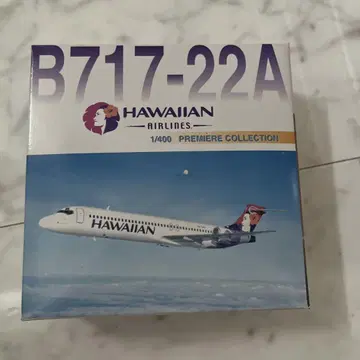 B717-22A
HAWAIIAN
AIRLINES
1/400 PREMIERE COLLECTION
HAWAIIAN